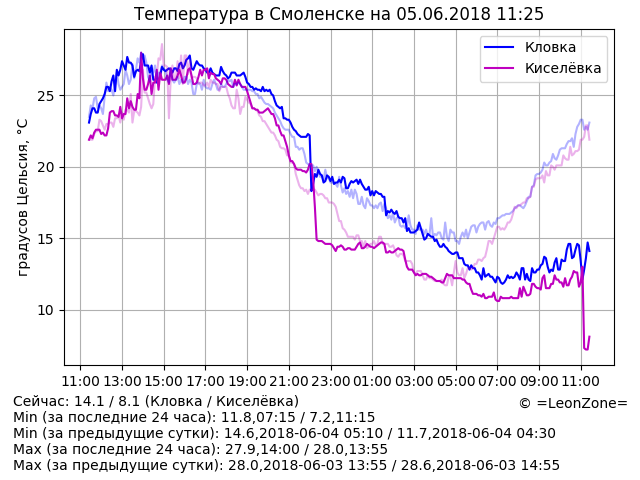 Температура в Смоленске на 05.06.2018 11:25
Кловка
Киселёвка
градусов Цельсия, °C
25
20
15
10
11:00 13:00 15:00 17:00 19:00 21:00 23:00 01:00 03:00 05:00 07:00 09:00 11:00
Сейчас: 14.1 / 8.1 (Кловка / Киселёвка)
© =LeonZone=
Min (за последние 24 часа): 11.8,07:15 / 7.2,11:15
Min (за предыдущие сутки): 14.6,2018-06-04 05:10 / 11.7,2018-06-04 04:30
Max (за последние 24 часа): 27.9,14:00 / 28.0,13:55
Max (за предыдущие сутки): 28.0,2018-06-03 13:55 / 28.6,2018-06-03 14:55